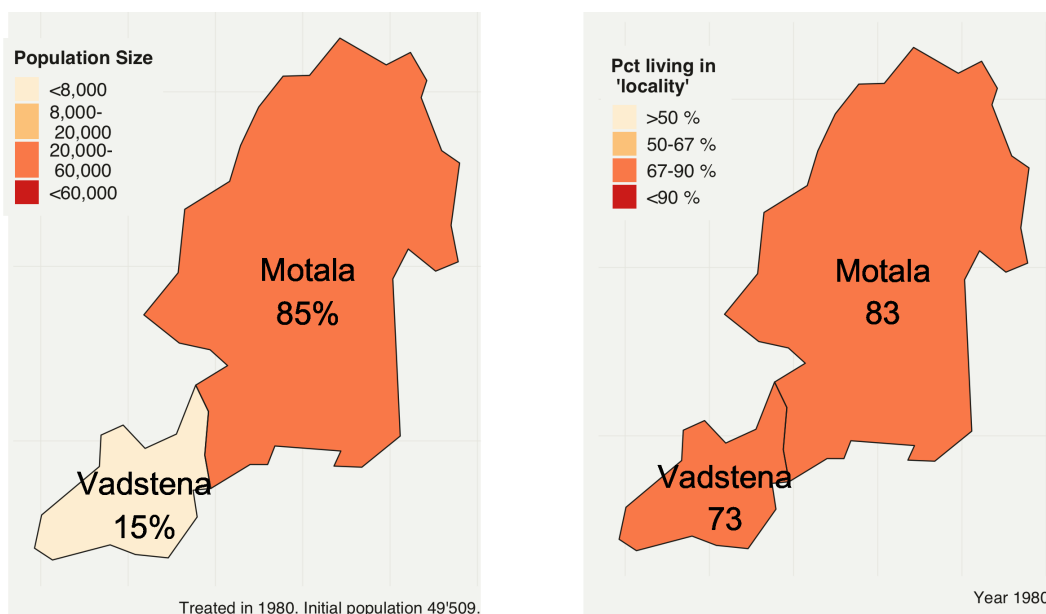 Population Size
<8,000
8,000-
20,000
20,000-
60,000
<60,000
Motala
85%
Vadstena
15%
Treated in 1980. Initial population 49'509.
Pct living in
'locality'
>50 %
50-67 %
67-90 %
<90 %
Motala
83
Vadstena
73
Year 1980